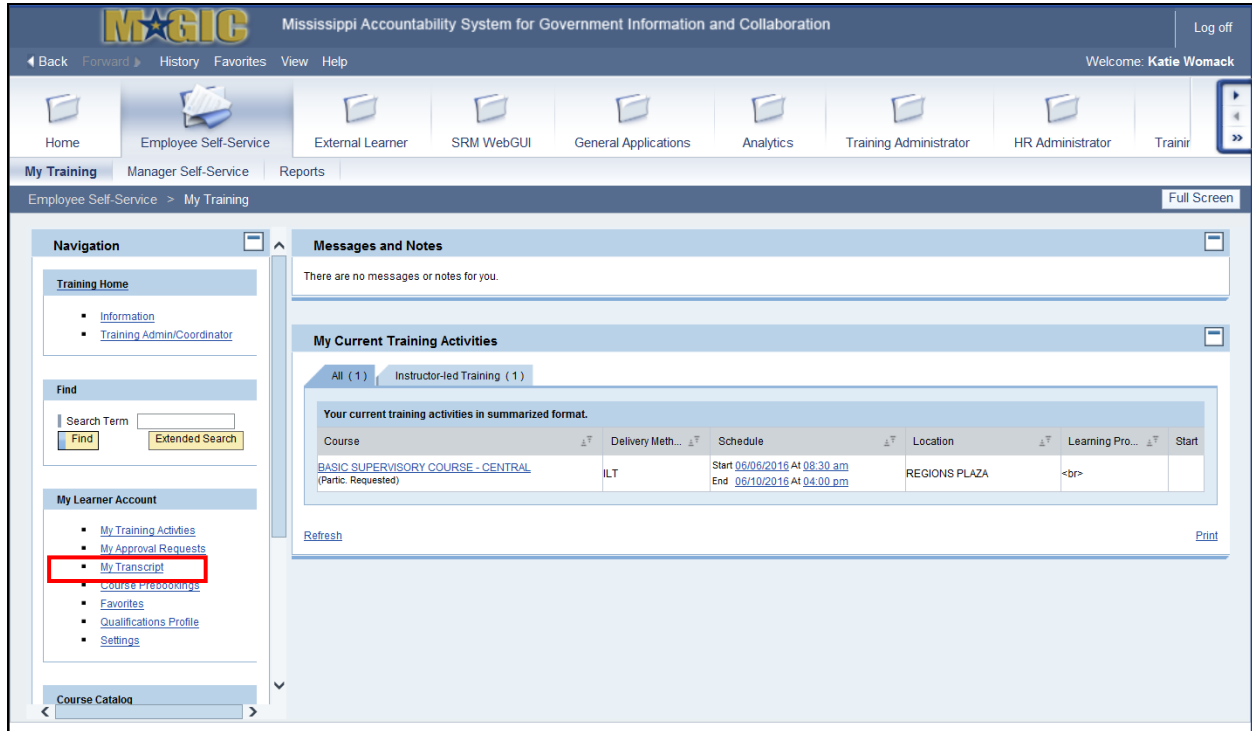 MAGIC
Mississippi Accountability System for Government Information and Collaboration
Log off
Back Forward History Favorites View Help
Welcome: Katie Womack
Home
Employee Self-Service
External Learner
SRM WebGUI
General Applications
Analytics
Training Administrator
HR Administrator
Trainir
My Training Manager Self-Service Reports
Employee Self-Service > My Training
Full Screen
Navigation
Training Home
Information
Training Admin/Coordinator
Find
Search Term
Find Extended Search
My Learner Account
My Training Activties
My Approval Requests
My Transcript
Course Prebookings
Favorites
Qualifications Profile
Settings
Course Catalog
Messages and Notes
There are no messages or notes for you.
My Current Training Activities
All ( 1 ) Instructor-led Training ( 1 )
Your current training activities in summarized format.
Course Delivery Meth... Schedule Location Learning Pro... Start
BASIC SUPERVISORY COURSE - CENTRAL
(Partic. Requested)
ILT
Start 06/06/2016 At 08:30 am
End 06/10/2016 At 04:00 pm
REGIONS PLAZA
<br>
Refresh
Print